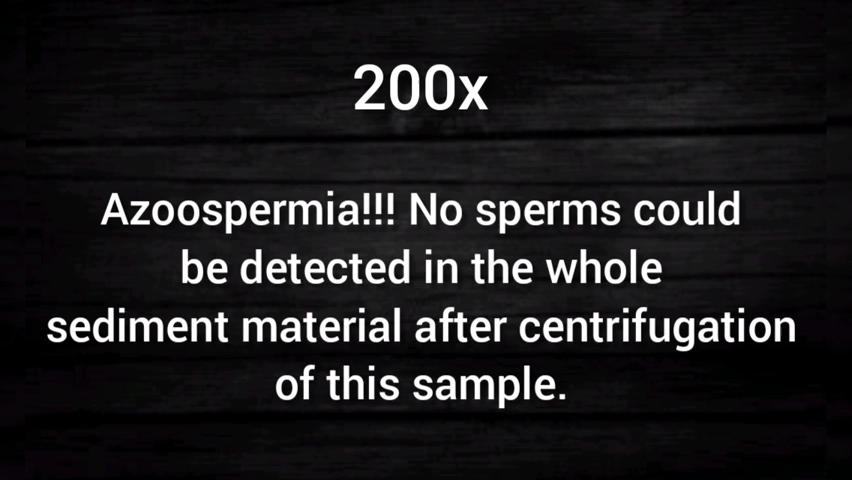 200x
Azoospermia!!! No sperms could
be detected in the whole
sediment material after centrifugation
of this sample.